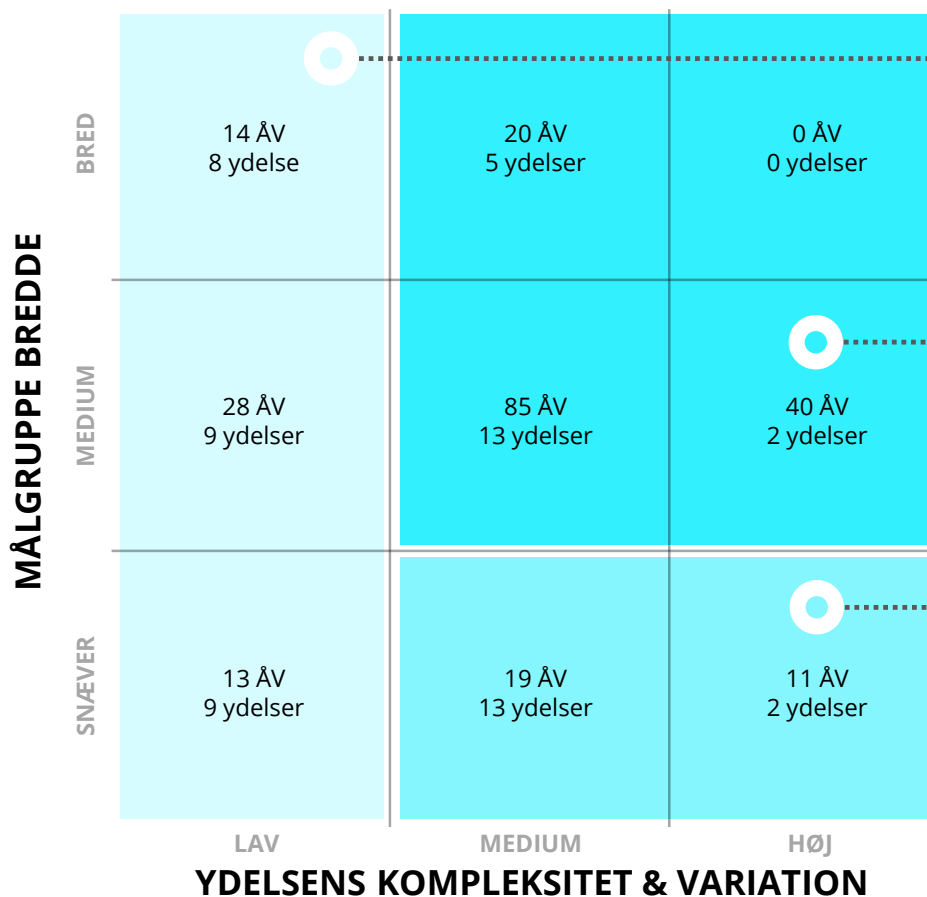 MÅLGRUPPE BREDDE
BRED
14 ÅV
8 ydelse
20 ÅV
5 ydelser
0 ÅV
0 ydelser
MEDIUM
28 ÅV
9 ydelser
85 ÅV
13 ydelser
40 ÅV
2 ydelser
SNÆVER
13 ÅV
9 ydelser
19 ÅV
13 ydelser
11 ÅV
2 ydelser
LAV
MEDIUM
HØJ
YDELSENS KOMPLEKSITET & VARIATION